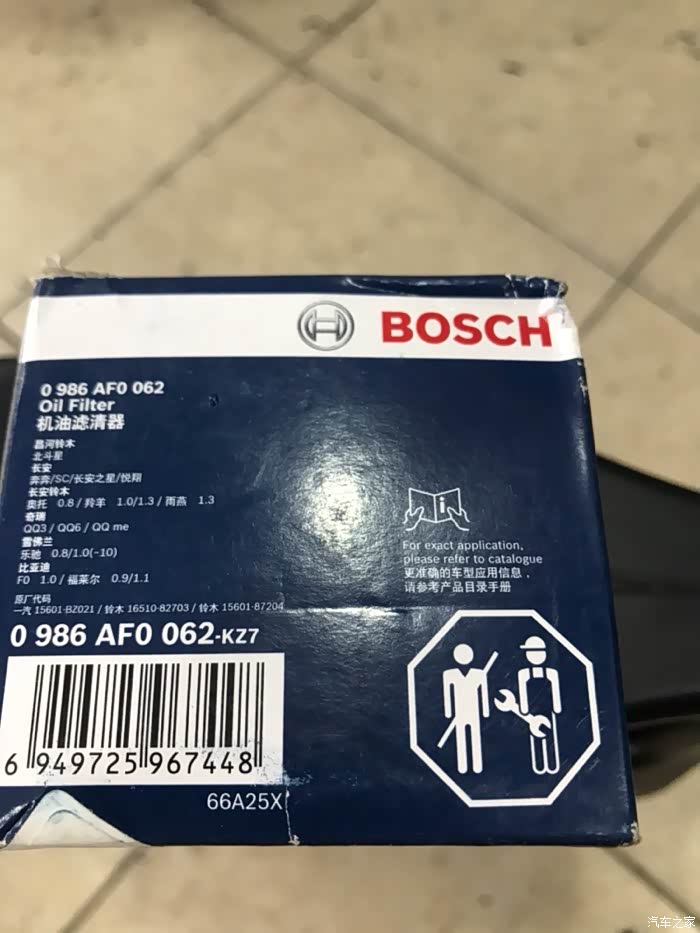 BOSCH
0 986 AF0 062
Oil Filter
机油滤清器
昌河铃木
北斗星
长安
奔奔/SC/长安之星/悦翔
长安铃木
奥托 0.8 / 羚羊 1.0/1.3 / 雨燕 1.3
奇瑞
QQ3 / QQ6 / QQ me
雪佛兰
乐驰 0.8/1.0(-10)
比亚迪
F0 1.0 / 福莱尔 0.9/1.1
原厂代码
一汽 15601-BZ021 / 铃木 16510-82703 / 铃木 15601-87204
For exact application,
please refer to catalogue
更准确的车型应用信息，
请参考产品目录手册
0 986 AF0 062-KZ7
6 949725 967448
66A25X
汽车之家